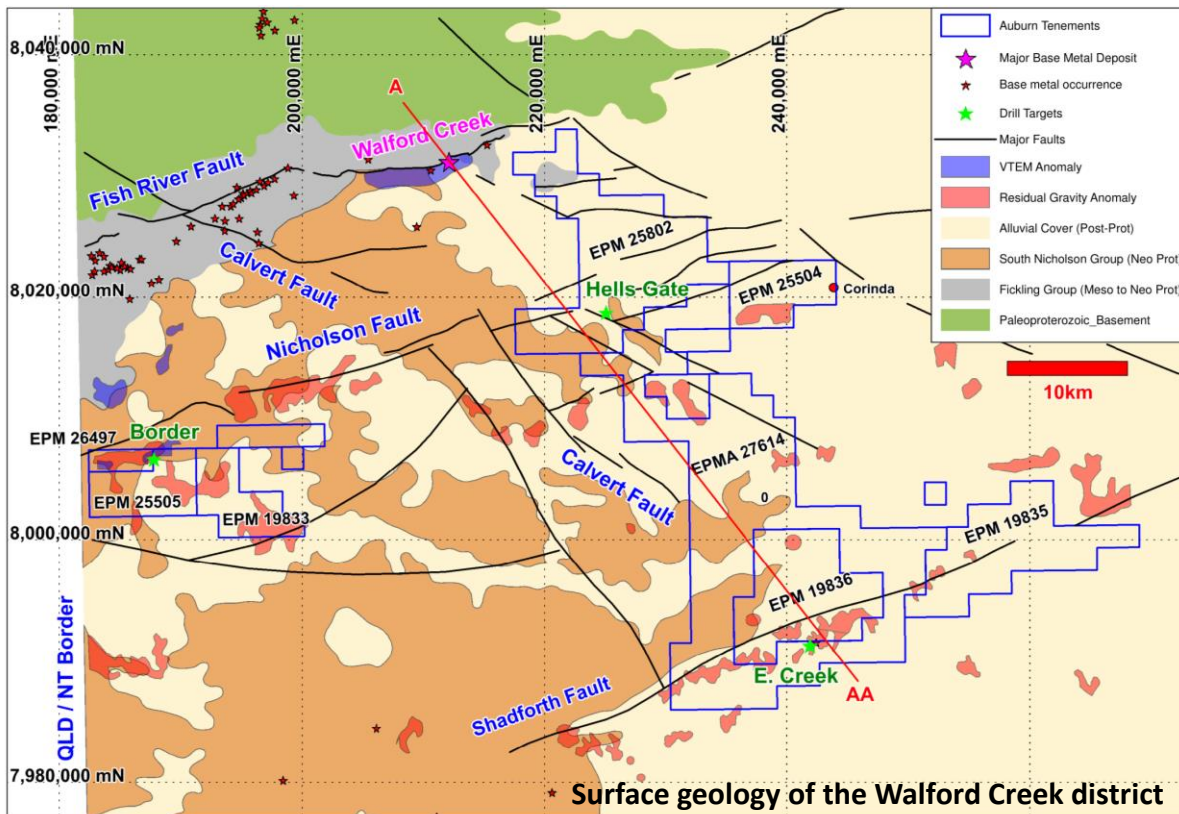 8,040,000 mN
180,000 mE
200,000 mE
220,000 mE
240,000 mE
A
Walford Creek
Fish River Fault
EPM 25802
Calvert Fault
8,020,000 mN
Hells Gate
EPM 25504
Corinda
Nicholson Fault
EPM 26497
Border
EPMA 27614
Calvert Fault
0
EPM 25505
EPM 19833
8,000,000 mN
EPM 19835
EPM 19836
E. Creek
AA
QLD / NT Border
Shadforth Fault
7,980,000 mN
Auburn Tenements
Major Base Metal Deposit
Base metal occurrence
Drill Targets
Major Faults
VTEM Anomaly
Residual Gravity Anomaly
Alluvial Cover (Post-Prot)
South Nicholson Group (Neo Prot)
Fickling Group (Meso to Neo Prot)
Paleoproterozoic_Basement
10km
Surface geology of the Walford Creek district